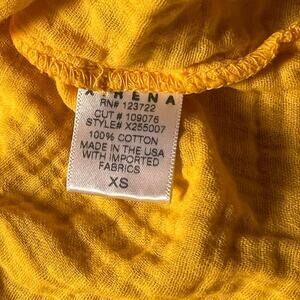 XIRENA
RN# 123722
CUT # 109076
STYLE# X255007
100% COTTON
MADE IN THE USA
WITH IMPORTED
FABRICS
XS